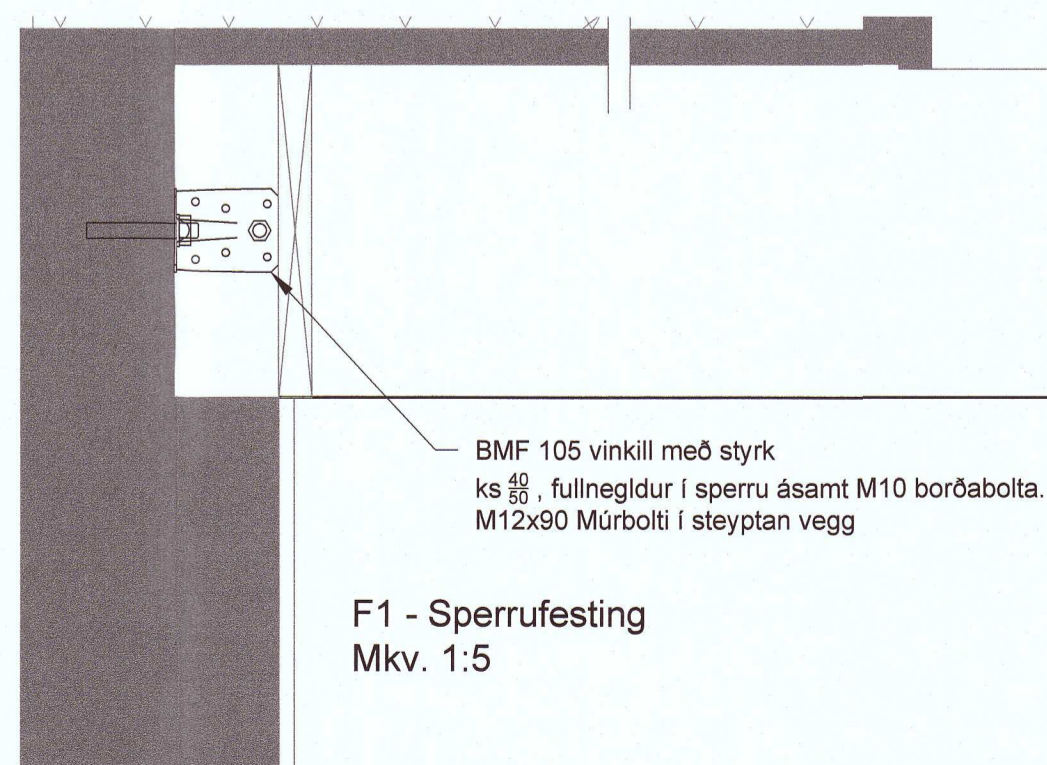 BMF 105 vinkill með styrk
ks 40/50 , fullnegldur í sperru ásamt M10 borðabolta.
M12x90 Múrbolti í steyptan vegg
F1 - Sperrufesting
Mkv. 1:5